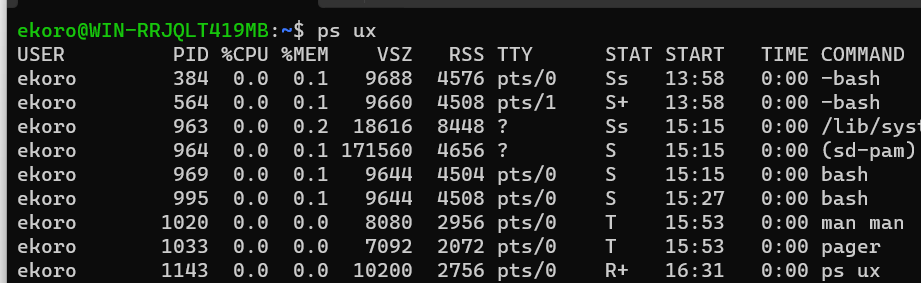 ekoro@WIN-RRJQLT419MB:~$ ps ux
USER PID %CPU %MEM VSZ RSS TTY STAT START TIME COMMAND
ekoro 384 0.0 0.1 9688 4576 pts/0 Ss 13:58 0:00 -bash
ekoro 564 0.0 0.1 9660 4508 pts/1 S+ 13:58 0:00 -bash
ekoro 963 0.0 0.2 18616 8448 ? Ss 15:15 0:00 /lib/syst
ekoro 964 0.0 0.1 171560 4656 ? S 15:15 0:00 (sd-pam)
ekoro 969 0.0 0.1 9644 4504 pts/0 S 15:15 0:00 bash
ekoro 995 0.0 0.1 9644 4508 pts/0 S 15:27 0:00 bash
ekoro 1020 0.0 0.0 8080 2956 pts/0 T 15:53 0:00 man man
ekoro 1033 0.0 0.0 7092 2072 pts/0 T 15:53 0:00 pager
ekoro 1143 0.0 0.0 10200 2756 pts/0 R+ 16:31 0:00 ps ux